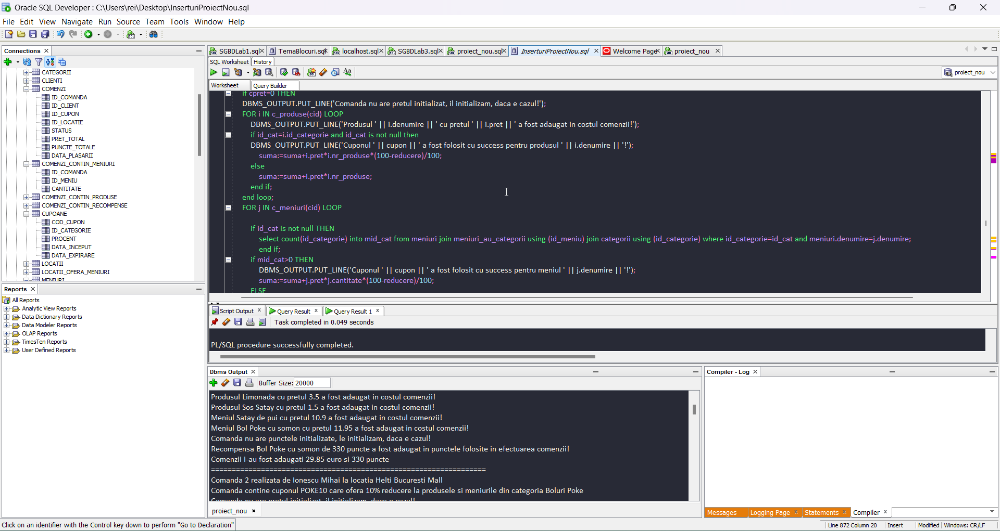 Oracle SQL Developer : C:\Users\rei\Desktop\InserturiProiectNou.sql
File Edit View Navigate Run Source Team Tools Window Help
Connections
CATEGORII
CLIENTI
COMENZI
ID_COMANDA
ID_CLIENT
ID_CUPON
ID_LOCATIE
STATUS
PRET_TOTAL
PUNCTE_TOTALE
DATA_PLASARII
COMENZI_CONTIN_MENIURI
ID_COMANDA
ID_MENIU
CANTITATE
COMENZI_CONTIN_PRODUSE
COMENZI_CONTIN_RECOMPENSE
CUPOANE
COD_CUPON
ID_CATEGORIE
PROCENT
DATA_INCEPUT
DATA_EXPIRARE
LOCATII
LOCATII_OFERA_MENIURI
MENIURI
Reports
All Reports
Analytic View Reports
Data Dictionary Reports
Data Modeler Reports
OLAP Reports
TimesTen Reports
User Defined Reports
SGBDLab1.sql TemaBlocuri.sql localhost.sql SGBDLab3.sql proiect_nou.sql InserturiProiectNou.sql Welcome Page proiect_nou
SQL Worksheet History
proiect_nou
Worksheet Query Builder
if cpret=0 THEN
DBMS_OUTPUT.PUT_LINE('Comanda nu are pretul initializat, il initializam, daca e cazul!');
FOR i IN c_produse(cid) LOOP
DBMS_OUTPUT.PUT_LINE('Produsul ' || i.denumire || ' cu pretul ' || i.pret || ' a fost adaugat in costul comenzii!');
if id_cat=i.id_categorie and id_cat is not null then
DBMS_OUTPUT.PUT_LINE('Cuponul ' || cupon || ' a fost folosit cu success pentru produsul ' || i.denumire || '!');
suma:=suma+i.pret*i.nr_produse*(100-reducere)/100;
else
suma:=suma+i.pret*i.nr_produse;
end if;
end loop;
FOR j IN c_meniuri(cid) LOOP
if id_cat is not null THEN
select count(id_categorie) into mid_cat from meniuri join meniuri_au_categorii using (id_meniu) join categorii using (id_categorie) where id_categorie=id_cat and meniuri.denumire=j.denumire;
end if;
if mid_cat>0 THEN
DBMS_OUTPUT.PUT_LINE('Cuponul ' || cupon || ' a fost folosit cu success pentru meniul ' || j.denumire || '!');
suma:=suma+j.pret*j.cantitate*(100-reducere)/100;
ELSE
Script Output Query Result Query Result 1
Task completed in 0.049 seconds
PL/SQL procedure successfully completed.
Dbms Output
Buffer Size: 20000
Produsul Limonada cu pretul 3.5 a fost adaugat in costul comenzii!
Produsul Sos Satay cu pretul 1.5 a fost adaugat in costul comenzii!
Meniul Satay de pui cu pretul 10.9 a fost adaugat in costul comenzii!
Meniul Bol Poke cu somon cu pretul 11.95 a fost adaugat in costul comenzii!
Comanda nu are punctele initializate, le initializam, daca e cazul!
Recompensa Bol Poke cu somon de 330 puncte a fost adaugat in punctele folosite in efectuarea comenzii!
Comenzii i-au fost adaugati 29.85 euro si 330 puncte
==================================================================
Comanda 2 realizata de Ionescu Mihai la locatia Helti Bucuresti Mall
Comanda contine cuponul POKE10 care ofera 10% reducere la produsele si meniurile din categoria Boluri Poke
Comanda nu are pretul initializat, il initializam, daca e cazul!
proiect_nou
Compiler - Log
Messages Logging Page Statements Compiler
Click on an identifier with the Control key down to perform "Go to Declaration"
Line 872 Column 20 Insert Modified Windows: CR/LF